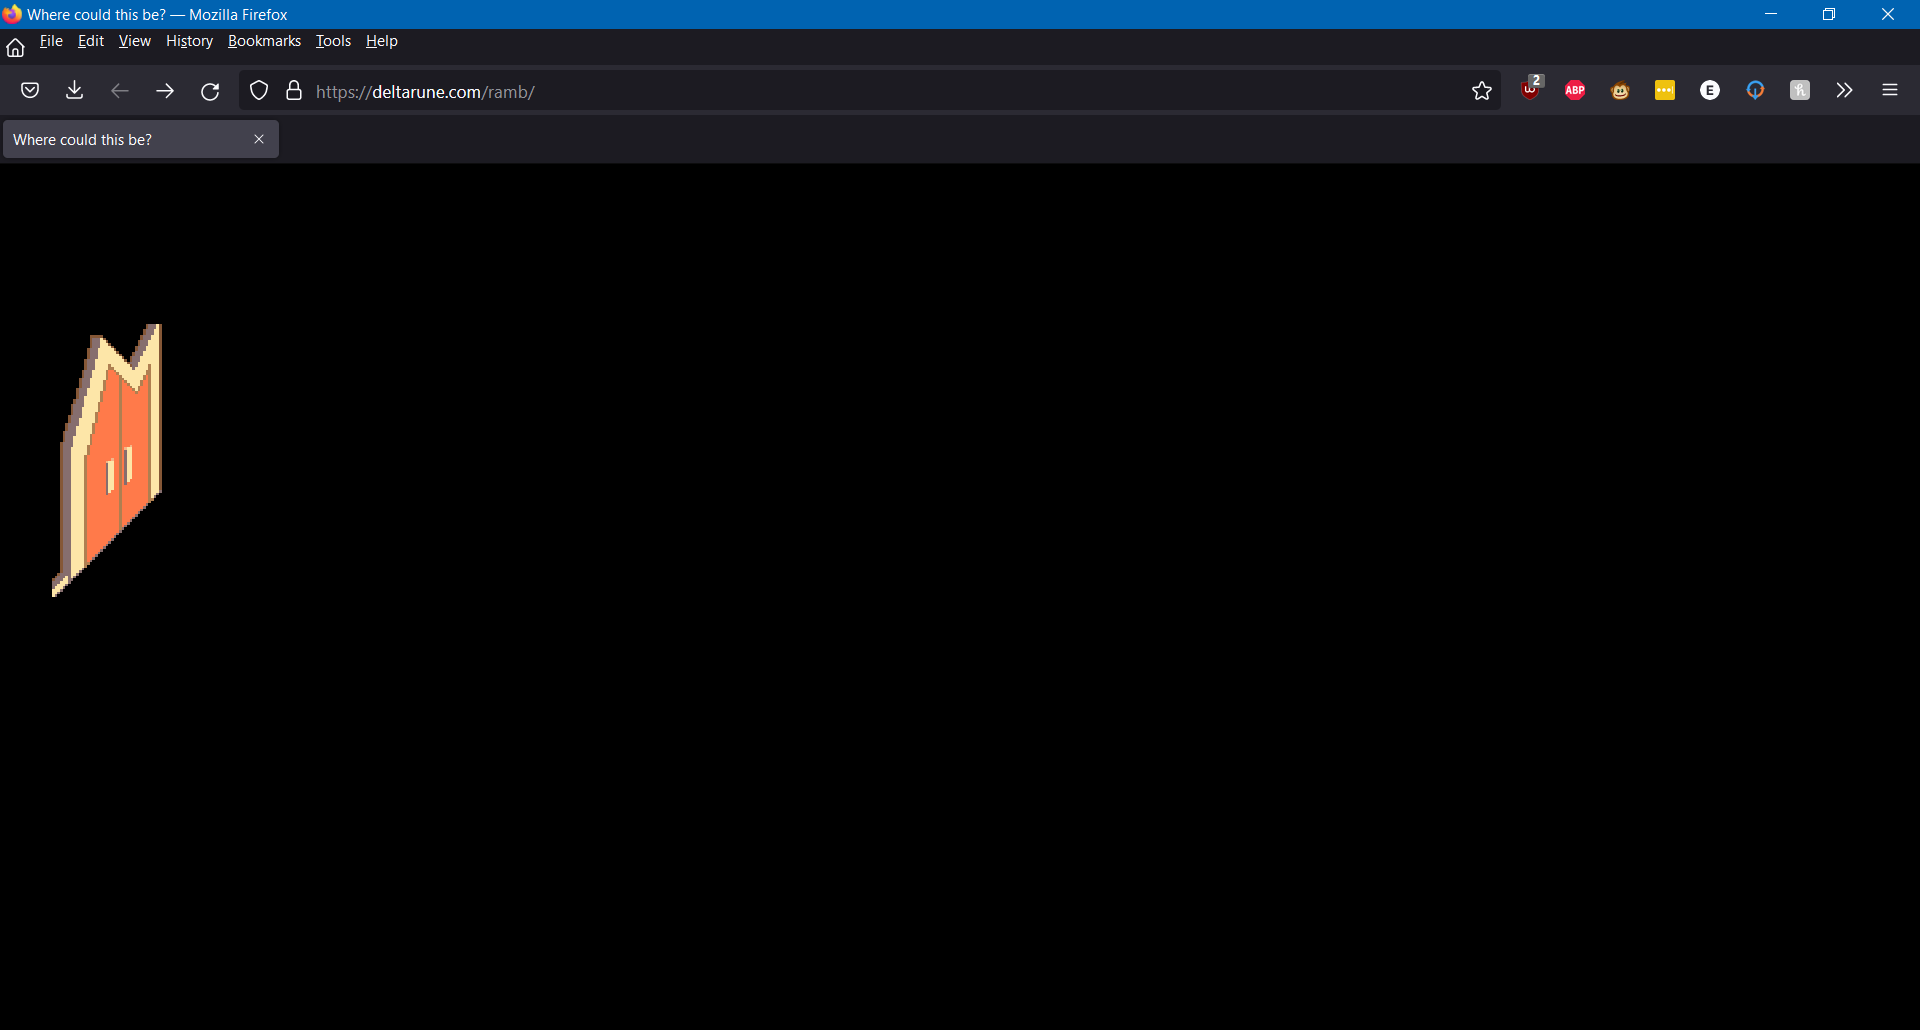 Where could this be? — Mozilla Firefox
File Edit View History Bookmarks Tools Help
https://deltarune.com/ramb/
2
ABP
E
Where could this be?